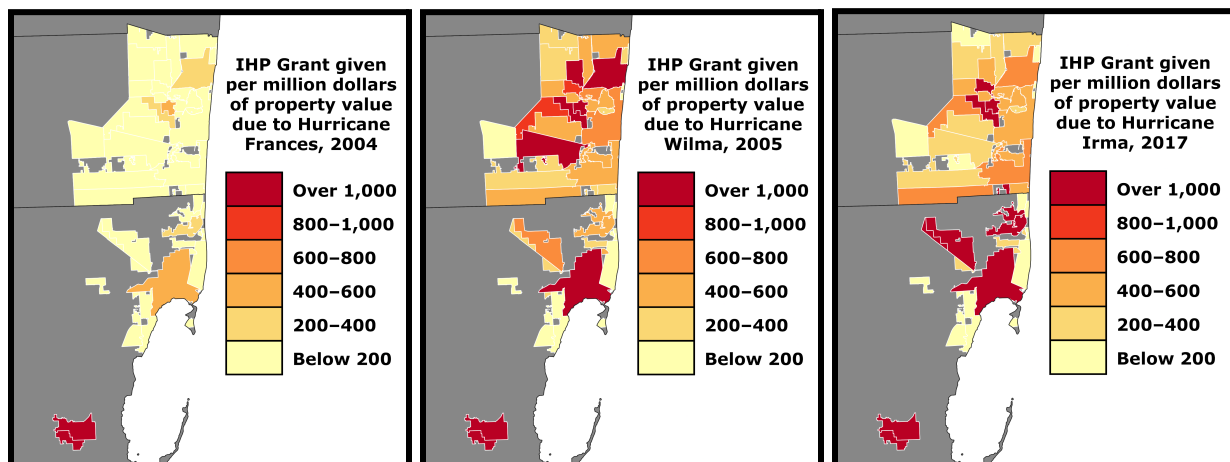 IHP Grant given
per million dollars
of property value
due to Hurricane
Frances, 2004
Over 1,000
800–1,000
600–800
400–600
200–400
Below 200
IHP Grant given
per million dollars
of property value
due to Hurricane
Wilma, 2005
Over 1,000
800–1,000
600–800
400–600
200–400
Below 200
IHP Grant given
per million dollars
of property value
due to Hurricane
Irma, 2017
Over 1,000
800–1,000
600–800
400–600
200–400
Below 200